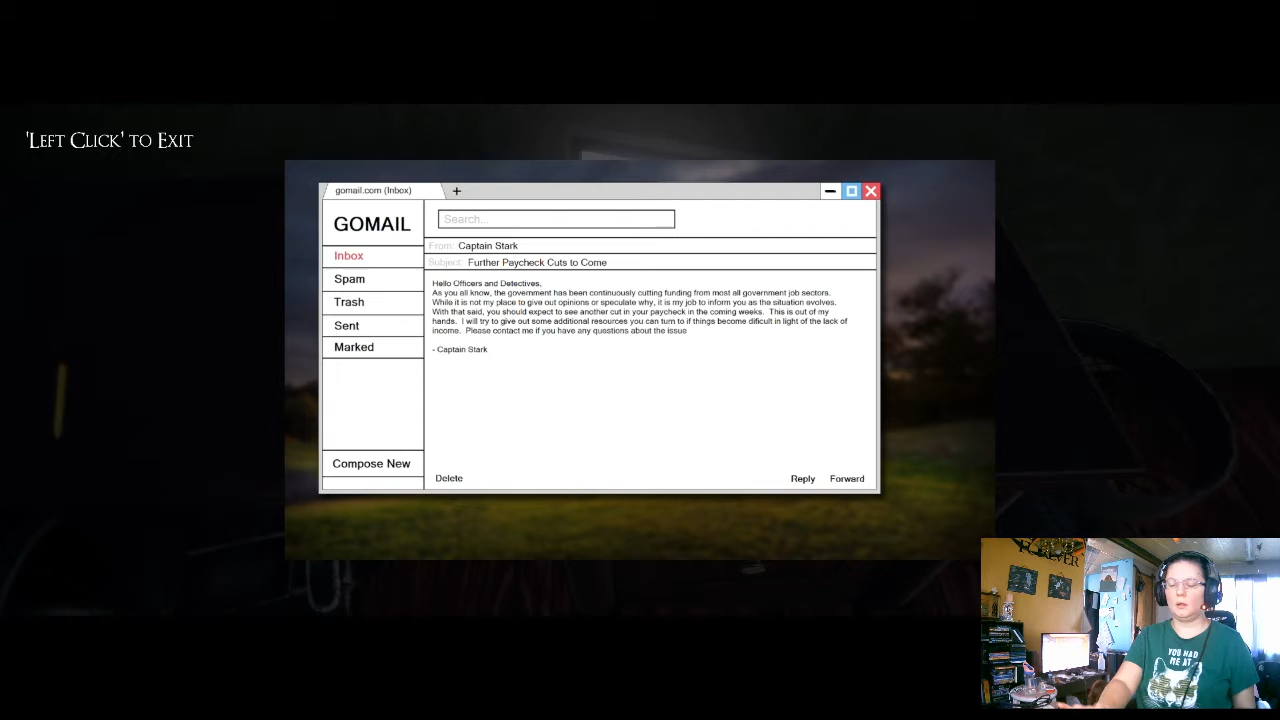 'Left Click' to Exit
gomail.com (Inbox)
+
GOMAIL
Search...
Inbox
From: Captain Stark
Subject: Further Paycheck Cuts to Come
Spam
Trash
Sent
Marked
Hello Officers and Detectives,
As you all know, the government has been continuously cutting funding from most all government job sectors.
While it is not my place to give out opinions or speculate why, it is my job to inform you as the situation evolves.
With that said, you should expect to see another cut in your paycheck in the coming weeks. This is out of my
hands. I will try to give out some additional resources you can turn to if things become dificult in light of the lack of
income. Please contact me if you have any questions about the issue
- Captain Stark
Compose New
Delete
Reply
Forward
FOREVER
YOU HAD
ME AT